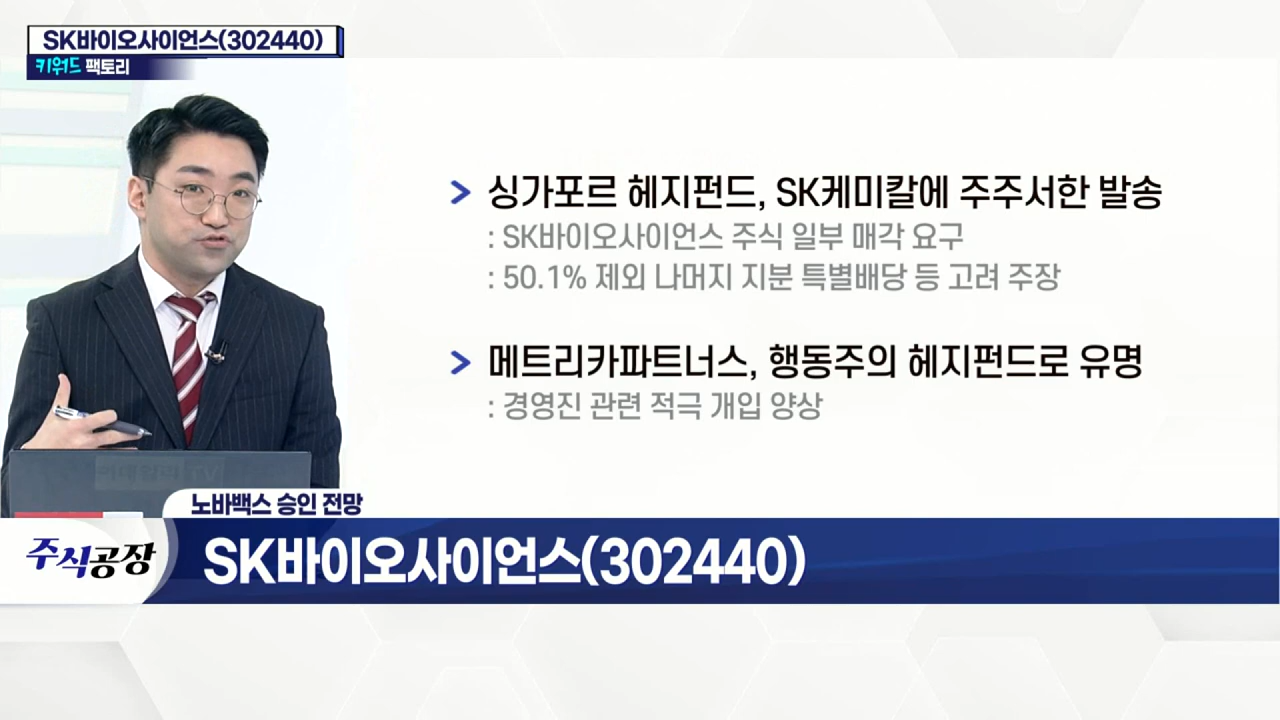 SK바이오사이언스(302440)
키워드 팩토리
> 싱가포르 헤지펀드, SK케미칼에 주주서한 발송
: SK바이오사이언스 주식 일부 매각 요구
: 50.1% 제외 나머지 지분 특별배당 등 고려 주장
> 메트리카파트너스, 행동주의 헤지펀드로 유명
: 경영진 관련 적극 개입 양상
이데일리 TV
노바백스 승인 전망
주식공장
SK바이오사이언스(302440)